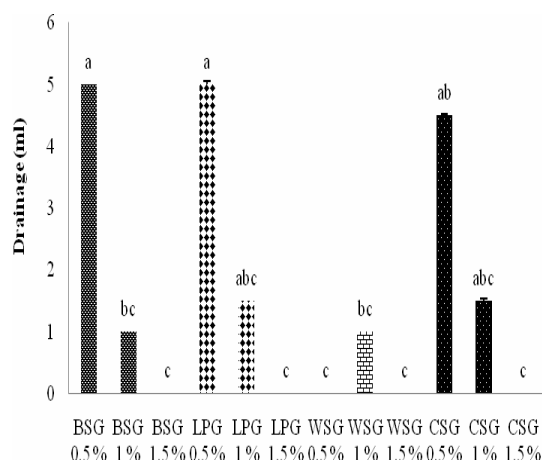 6
a
a
5
ab
4
Drainage (ml)
3
2
abc
abc
bc
bc
1
c
c
c
c
c
0
BSG BSG BSG LPG LPG LPG WSG WSG WSG CSG CSG CSG
0.5% 1% 1.5% 0.5% 1% 1.5% 0.5% 1% 1.5% 0.5% 1% 1.5%